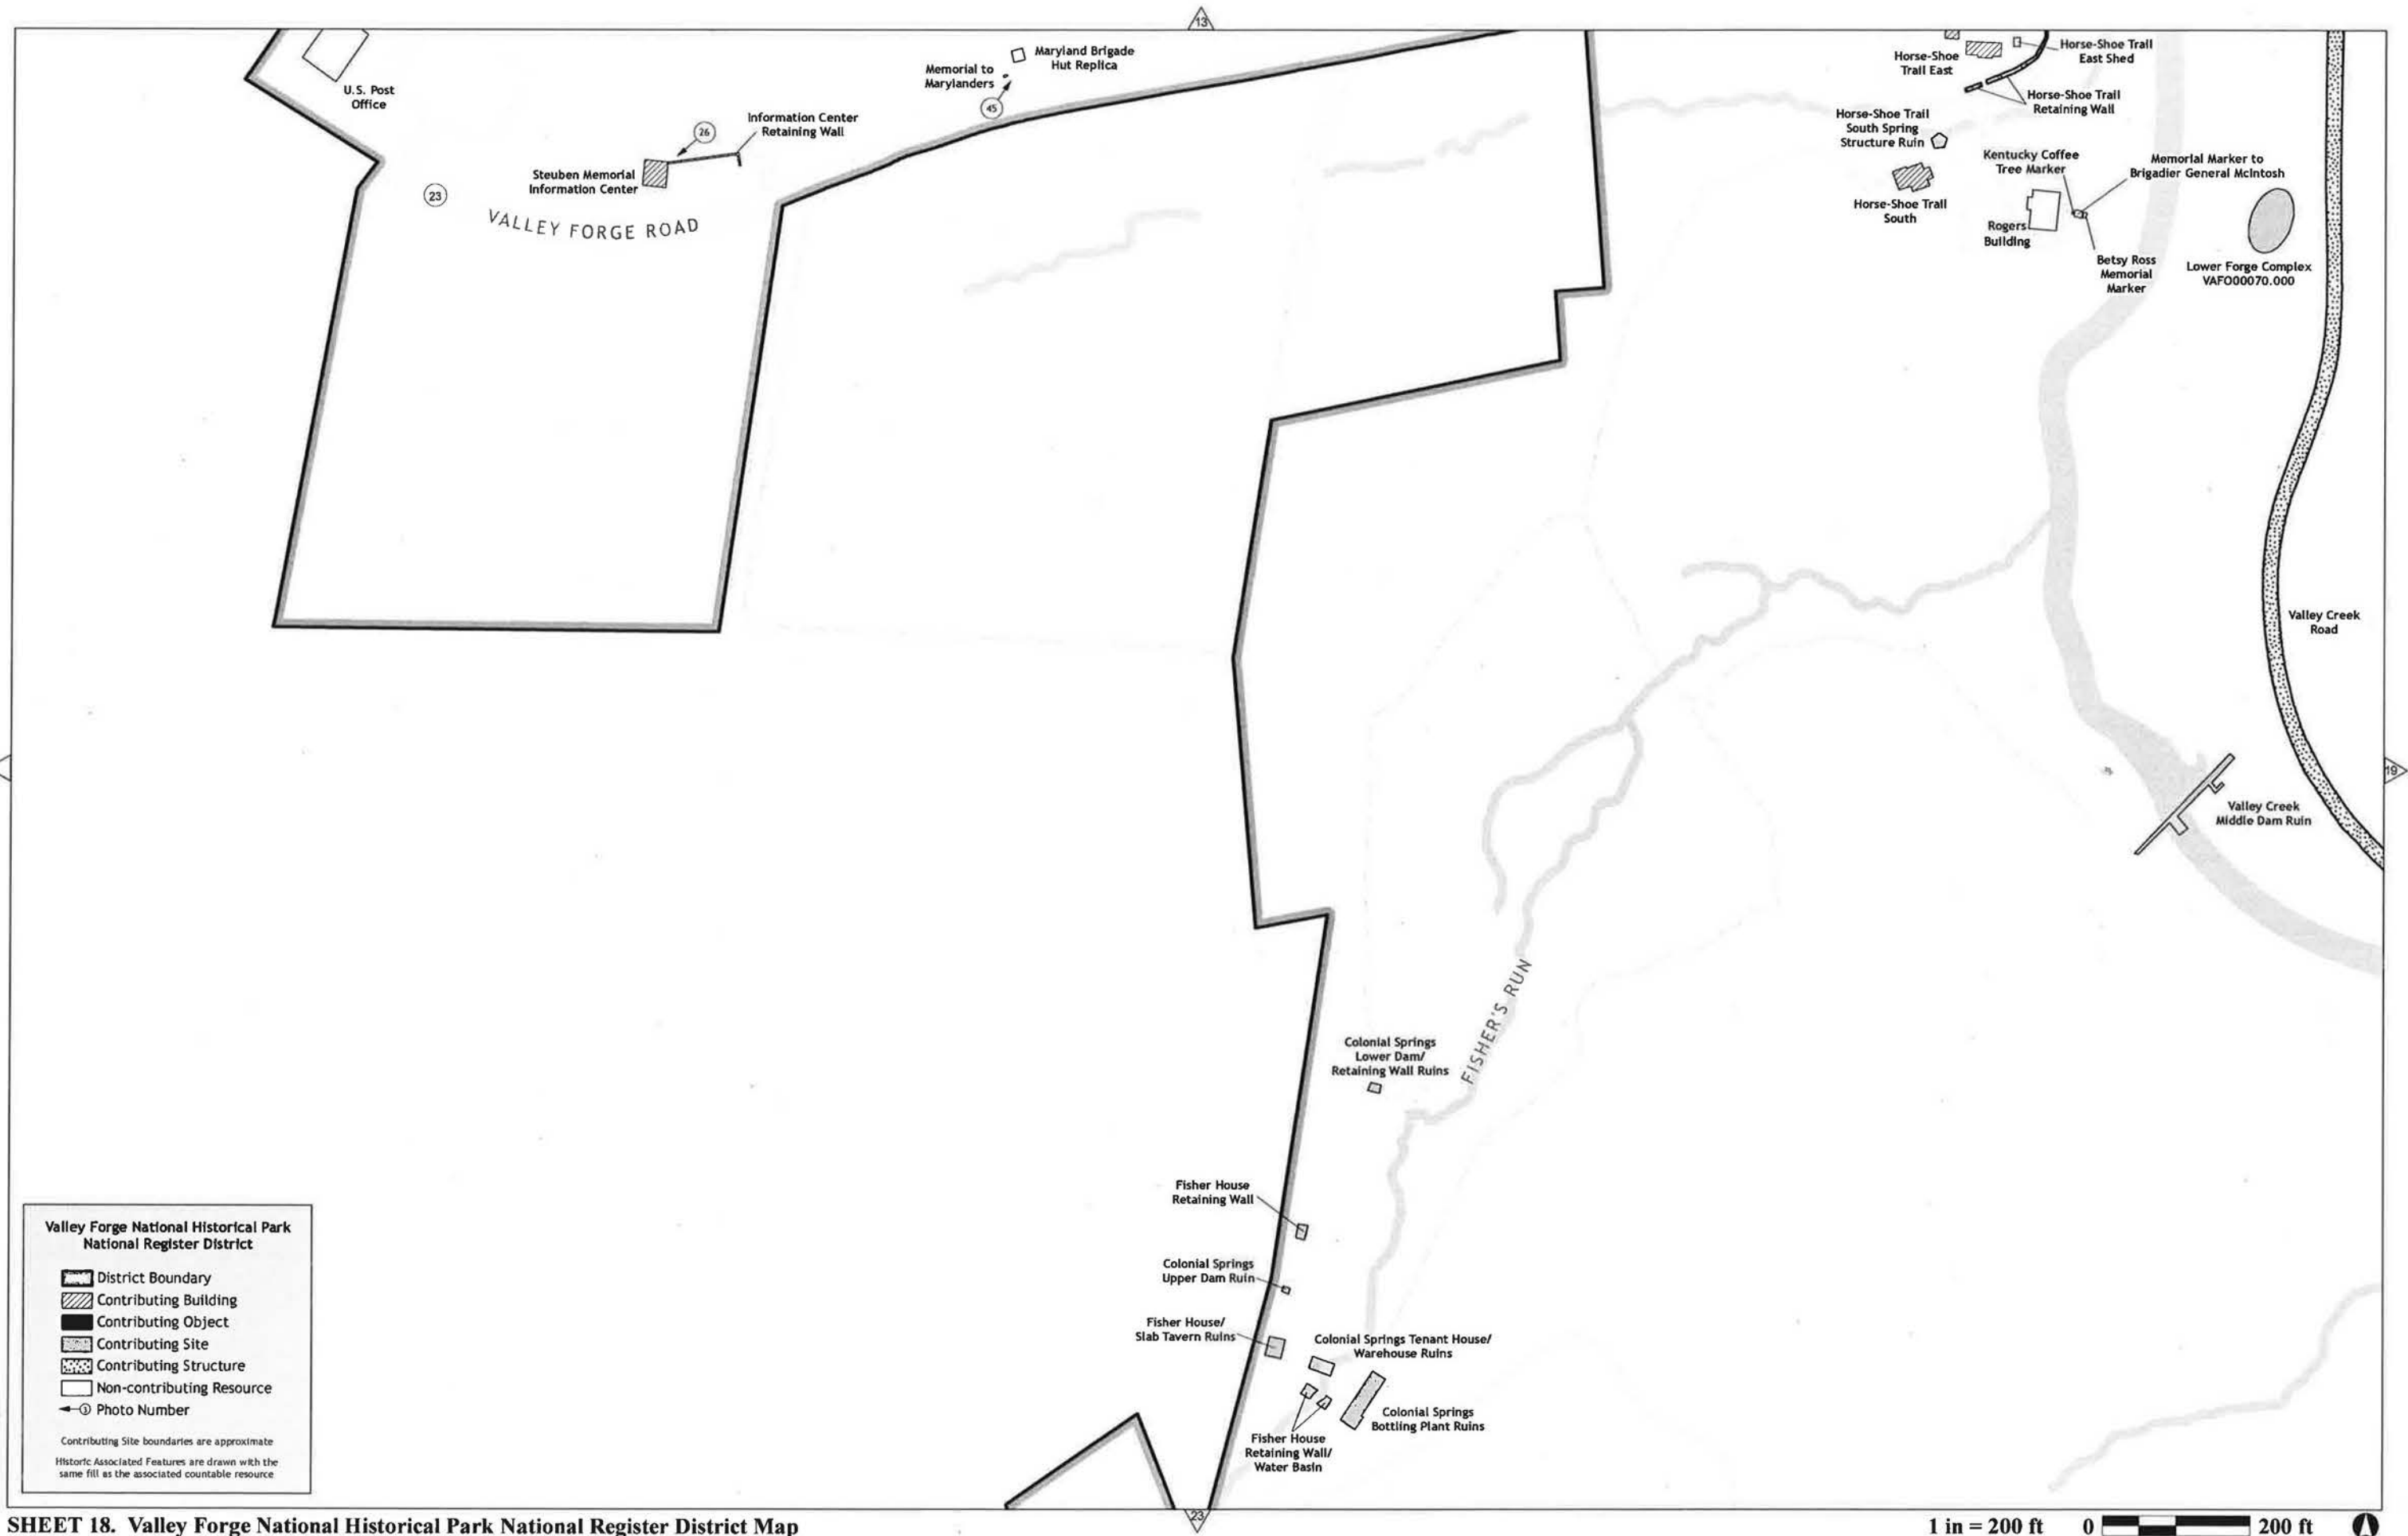 13
U.S. Post
Office
Memorial to
Marylanders
Maryland Brigade
Hut Replica
45
26
Information Center
Retaining Wall
Steuben Memorial
Information Center
23
VALLEY FORGE ROAD
Horse-Shoe
Trail East
Horse-Shoe Trail
East Shed
Horse-Shoe Trail
Retaining Wall
Horse-Shoe Trail
South Spring
Structure Ruin
Horse-Shoe Trail
South
Kentucky Coffee
Tree Marker
Memorial Marker to
Brigadier General McIntosh
Rogers
Building
Betsy Ross
Memorial
Marker
Lower Forge Complex
VAFO00070.000
Valley Creek
Road
19
Valley Creek
Middle Dam Ruin
FISHER'S RUN
Colonial Springs
Lower Dam/
Retaining Wall Ruins
Fisher House
Retaining Wall
Colonial Springs
Upper Dam Ruin
Fisher House/
Slab Tavern Ruins
Colonial Springs Tenant House/
Warehouse Ruins
Colonial Springs
Bottling Plant Ruins
Fisher House
Retaining Wall/
Water Basin
Valley Forge National Historical Park
National Register District
District Boundary
Contributing Building
Contributing Object
Contributing Site
Contributing Structure
Non-contributing Resource
Photo Number
Contributing Site boundaries are approximate
Historic Associated Features are drawn with the
same fill as the associated countable resource
23
SHEET 18. Valley Forge National Historical Park National Register District Map
1 in = 200 ft
0
200 ft